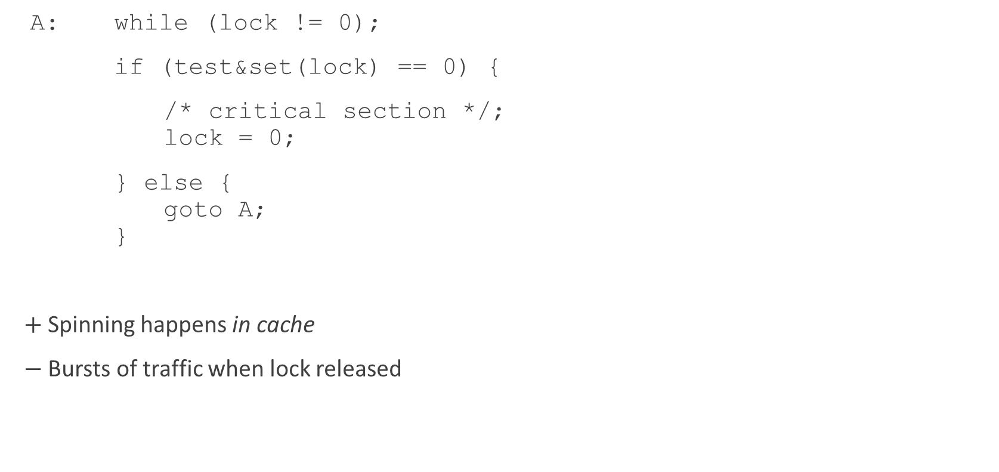 A: while (lock != 0);
if (test&set(lock) == 0) {
/* critical section */;
lock = 0;
} else {
goto A;
}
+ Spinning happens in cache
− Bursts of traffic when lock released